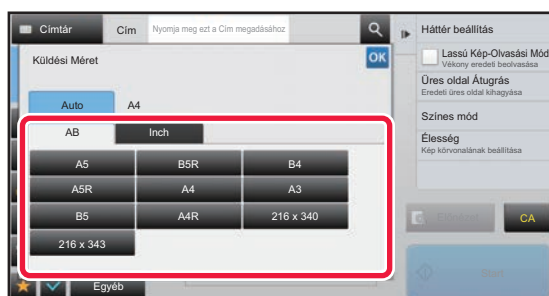 Címtár
Cím
Nyomja meg ezt a Cím megadásához
Küldési Méret
OK
Auto
A4
AB
Inch
A5
B5R
B4
A5R
A4
A3
B5
A4R
216 x 340
216 x 343
Egyéb
Háttér beállítás
Lassú Kép-Olvasási Mód
Vékony eredeti beolvasása
Üres oldal Átugrás
Eredeti üres oldal kihagyása
Színes mód
Élesség
Kép körvonalának beállítása
CA
Start